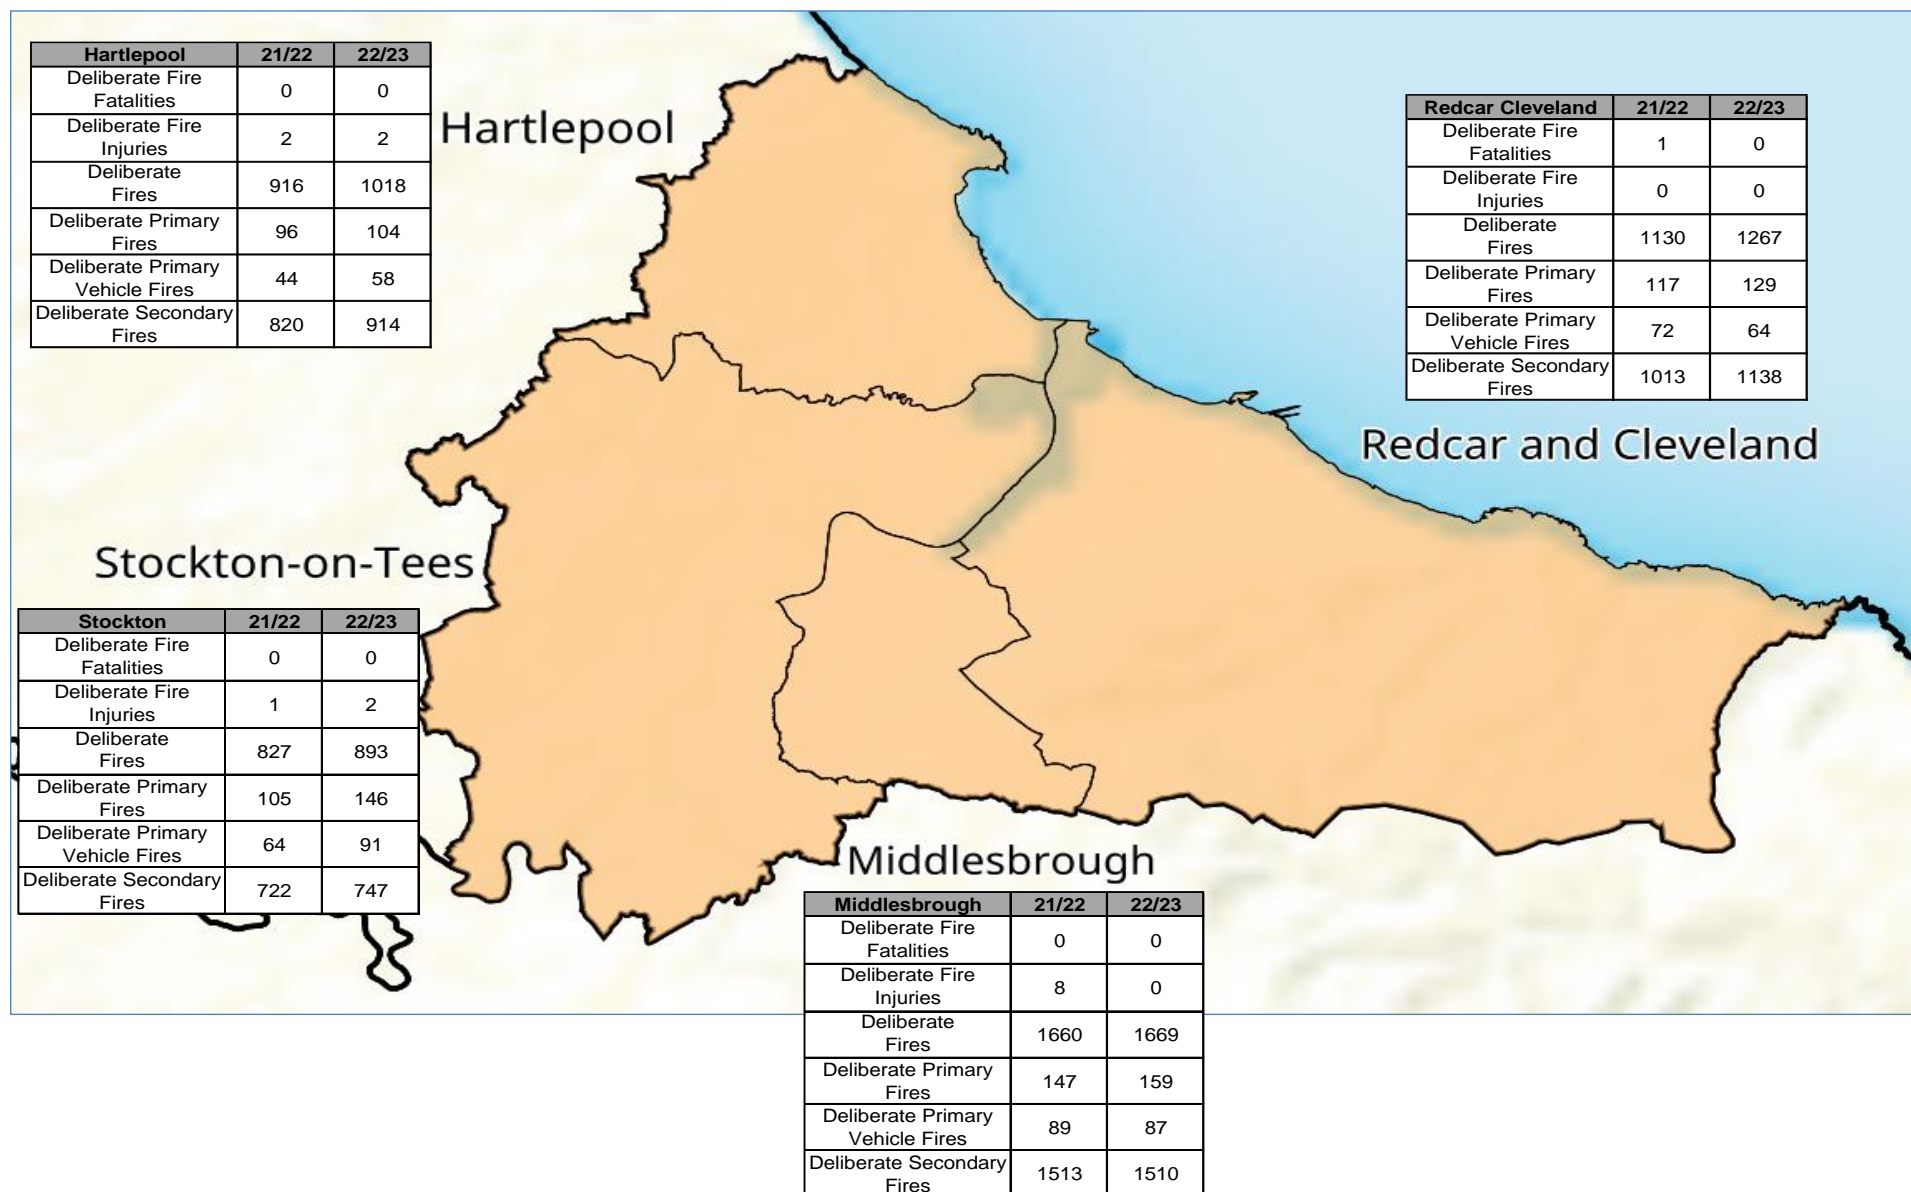 Hartlepool 21/22 22/23
Deliberate Fire
Fatalities 0 0
Deliberate Fire
Injuries 2 2
Deliberate
Fires 916 1018
Deliberate Primary
Fires 96 104
Deliberate Primary
Vehicle Fires 44 58
Deliberate Secondary
Fires 820 914
Hartlepool
Redcar Cleveland 21/22 22/23
Deliberate Fire
Fatalities 1 0
Deliberate Fire
Injuries 0 0
Deliberate
Fires 1130 1267
Deliberate Primary
Fires 117 129
Deliberate Primary
Vehicle Fires 72 64
Deliberate Secondary
Fires 1013 1138
Redcar and Cleveland
Stockton-on-Tees
Stockton 21/22 22/23
Deliberate Fire
Fatalities 0 0
Deliberate Fire
Injuries 1 2
Deliberate
Fires 827 893
Deliberate Primary
Fires 105 146
Deliberate Primary
Vehicle Fires 64 91
Deliberate Secondary
Fires 722 747
Middlesbrough
Middlesbrough 21/22 22/23
Deliberate Fire
Fatalities 0 0
Deliberate Fire
Injuries 8 0
Deliberate
Fires 1660 1669
Deliberate Primary
Fires 147 159
Deliberate Primary
Vehicle Fires 89 87
Deliberate Secondary
Fires 1513 1510